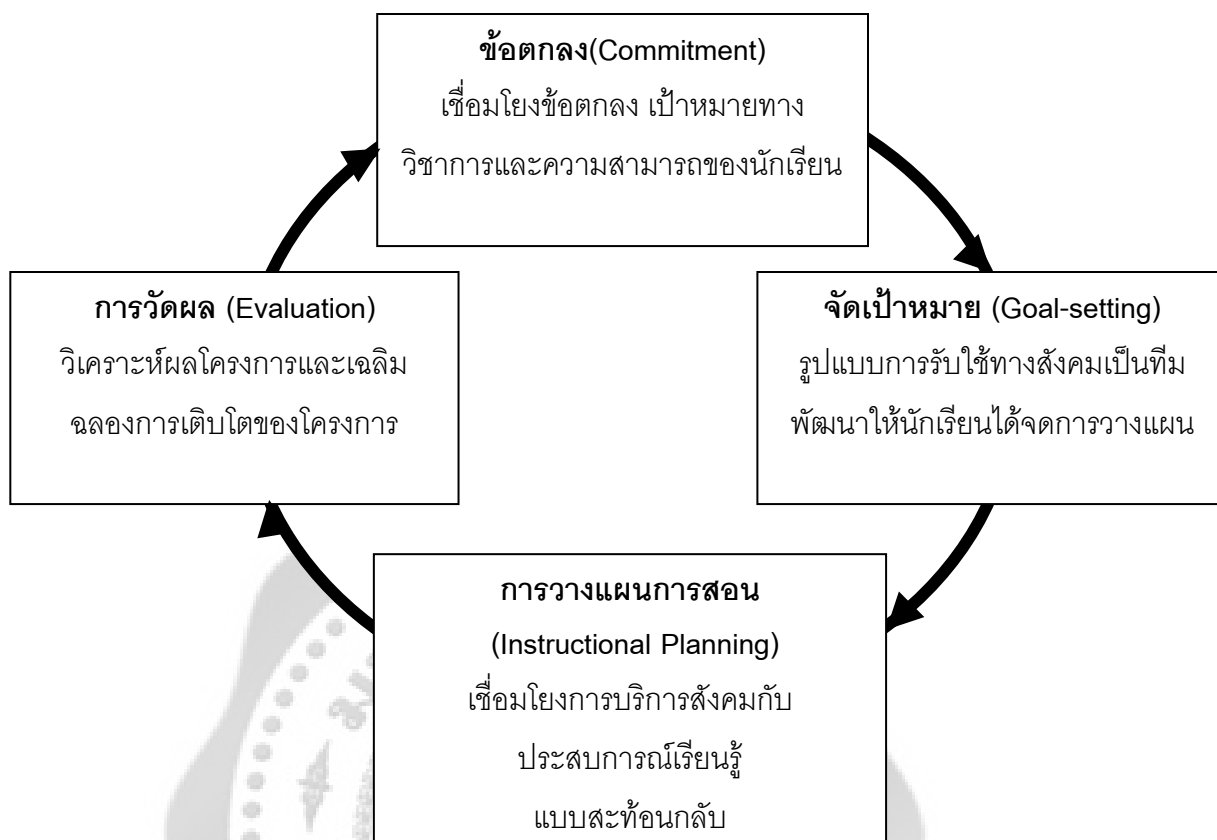 ข้อตกลง(Commitment)
เชื่อมโยงข้อตกลง เป้าหมายทาง
วิชาการและความสามารถของนักเรียน
การวัดผล (Evaluation)
วิเคราะห์ผลโครงการและเฉลิม
ฉลองการเติบโตของโครงการ
จัดเป้าหมาย (Goal-setting)
รูปแบบการรับใช้ทางสังคมเป็นทีม
พัฒนาให้นักเรียนได้จดการวางแผน
การวางแผนการสอน
(Instructional Planning)
เชื่อมโยงการบริการสังคมกับ
ประสบการณ์เรียนรู้
แบบสะท้อนกลับ